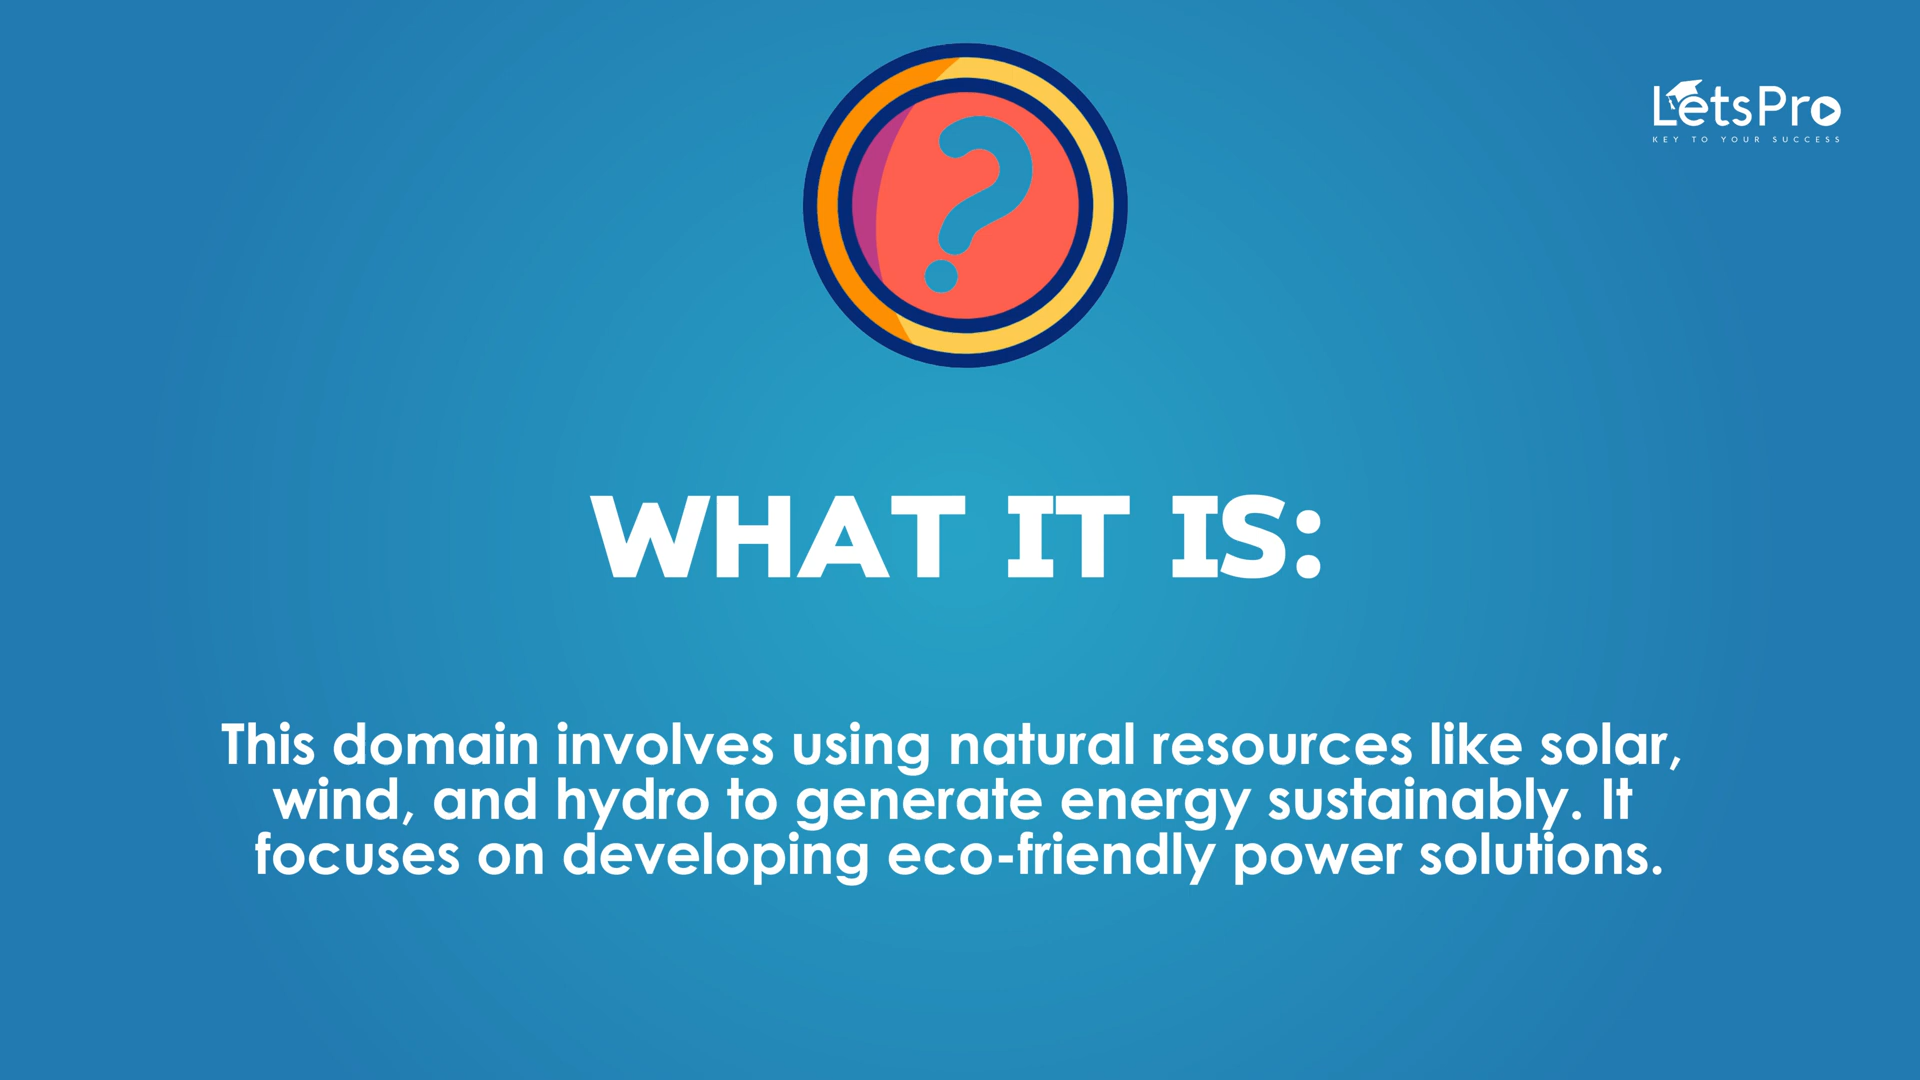 LetsPro
KEY TO YOUR SUCCESS
WHAT IT IS:
This domain involves using natural resources like solar,
wind, and hydro to generate energy sustainably. It
focuses on developing eco-friendly power solutions.